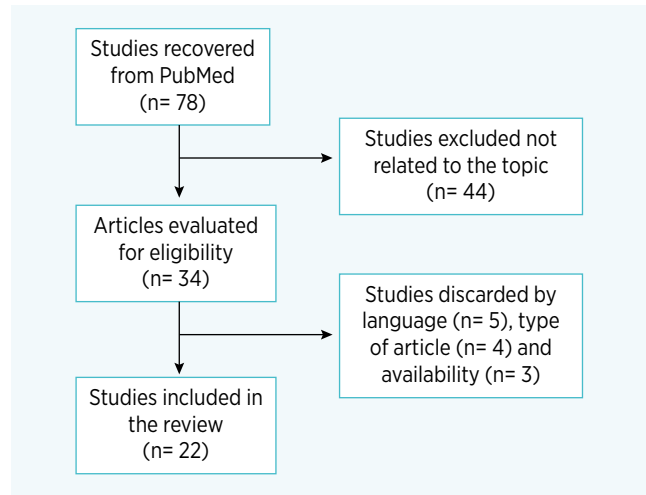 Studies recovered
from PubMed
(n= 78)
Studies excluded not
related to the topic
(n= 44)
Articles evaluated
for eligibility
(n= 34)
Studies discarded by
language (n= 5), type
of article (n= 4) and
availability (n= 3)
Studies included in
the review
(n= 22)